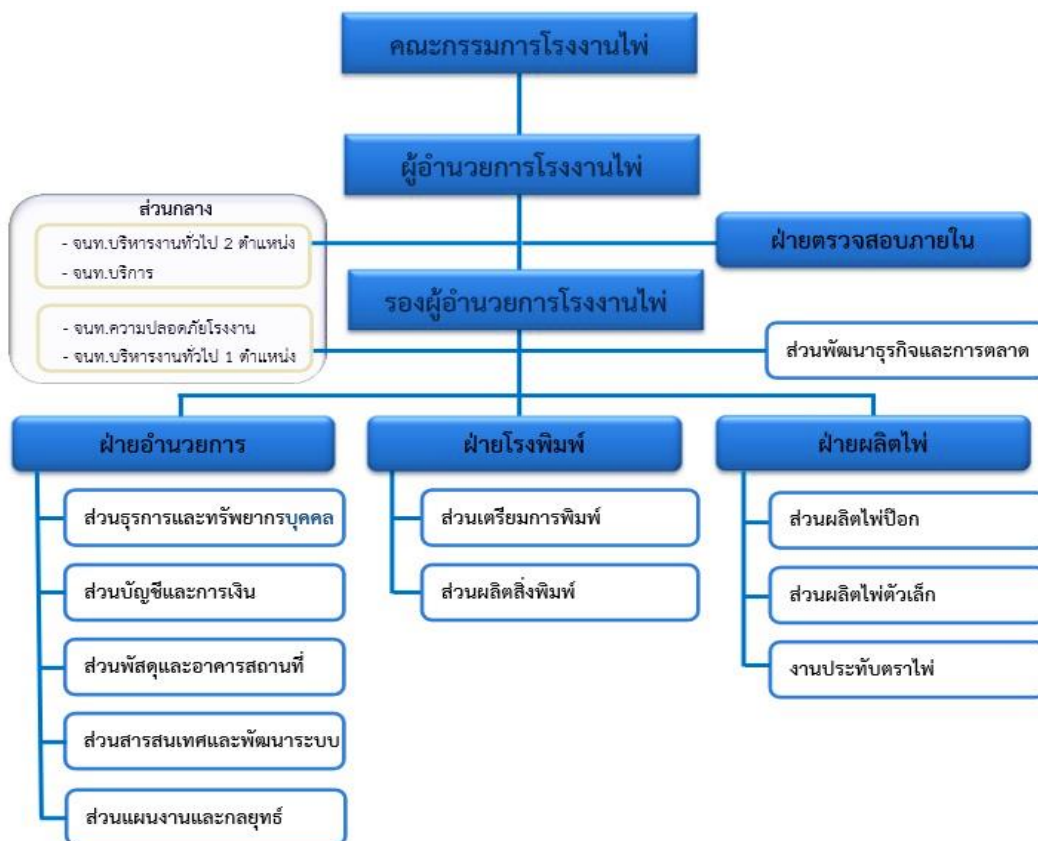 คณะกรรมการโรงงานไพ่
ผู้อำนวยการโรงงานไพ่
ส่วนกลาง
- จนท.บริหารงานทั่วไป 2 ตำแหน่ง
- จนท.บริการ
ฝ่ายตรวจสอบภายใน
รองผู้อำนวยการโรงงานไพ่
- จนท.ความปลอดภัยโรงงาน
- จนท.บริหารงานทั่วไป 1 ตำแหน่ง
ส่วนพัฒนาธุรกิจและการตลาด
ฝ่ายอำนวยการ
ส่วนธุรการและทรัพยากรบุคคล
ส่วนบัญชีและการเงิน
ส่วนพัสดุและอาคารสถานที่
ส่วนสารสนเทศและพัฒนาระบบ
ส่วนแผนงานและกลยุทธ์
ฝ่ายโรงพิมพ์
ส่วนเตรียมการพิมพ์
ส่วนผลิตสิ่งพิมพ์
ฝ่ายผลิตไพ่
ส่วนผลิตไพ่ป๊อก
ส่วนผลิตไพ่ตัวเล็ก
งานประทับตราไพ่